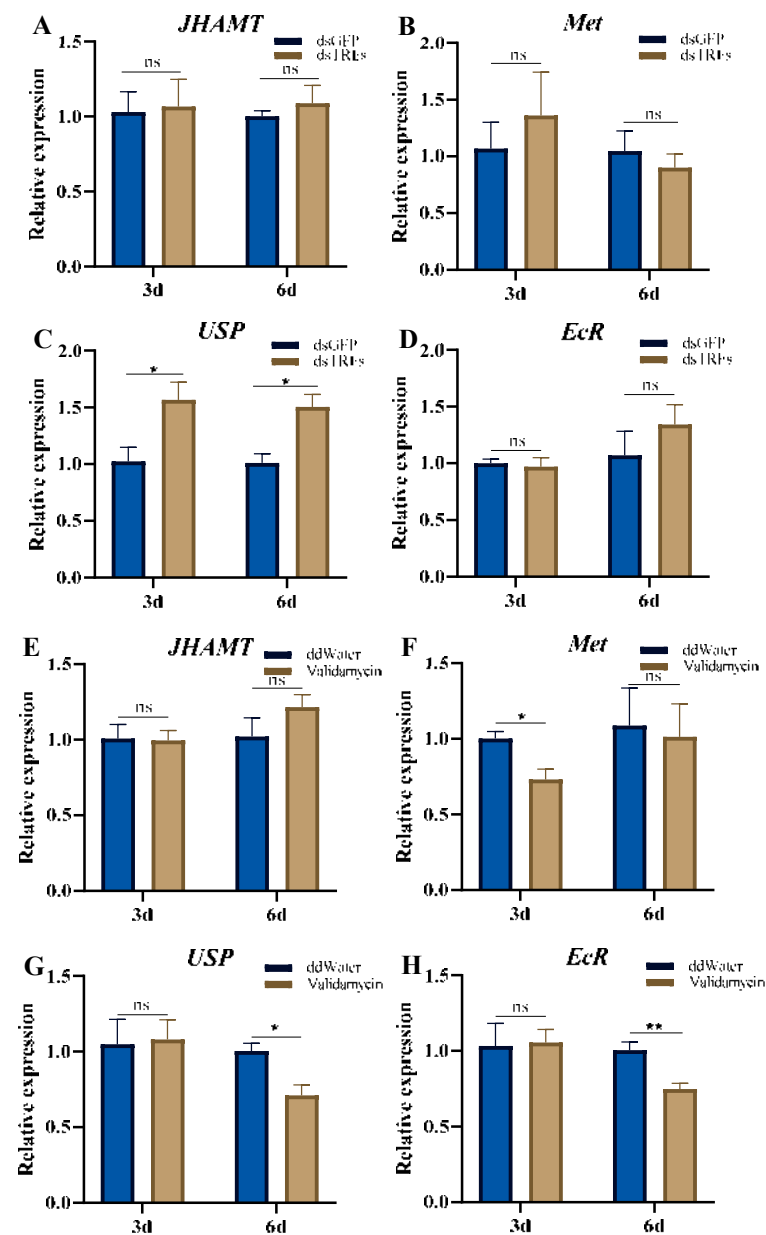 A
JHAMT
dsGFP
dsTREs
Relative expression
1.5
1.0
0.5
0.0
ns
ns
3d
6d
B
Met
dsGFP
dsTREs
Relative expression
2.0
1.5
1.0
0.5
0.0
ns
ns
3d
6d
C
USP
dsGFP
dsTREs
Relative expression
2.0
1.5
1.0
0.5
0.0
*
*
3d
6d
D
EcR
dsGFP
dsTREs
Relative expression
2.0
1.5
1.0
0.5
0.0
ns
ns
3d
6d
E
JHAMT
ddWater
Validamycin
Relative expression
1.5
1.0
0.5
0.0
ns
ns
3d
6d
F
Met
ddWater
Validamycin
Relative expression
1.5
1.0
0.5
0.0
*
ns
3d
6d
G
USP
ddWater
Validamycin
Relative expression
1.5
1.0
0.5
0.0
ns
*
3d
6d
H
EcR
ddWater
Validamycin
Relative expression
1.5
1.0
0.5
0.0
ns
**
3d
6d